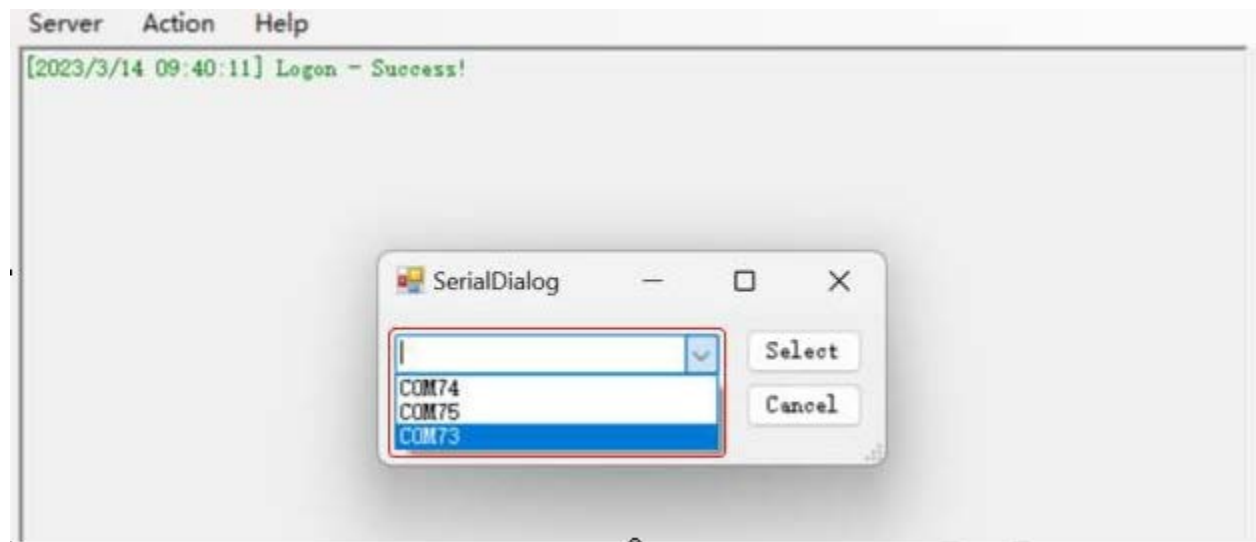 Server Action Help
[2023/3/14 09:40:11] Logon - Success!
SerialDialog
Select
COM74
COM75
COM73
Cancel